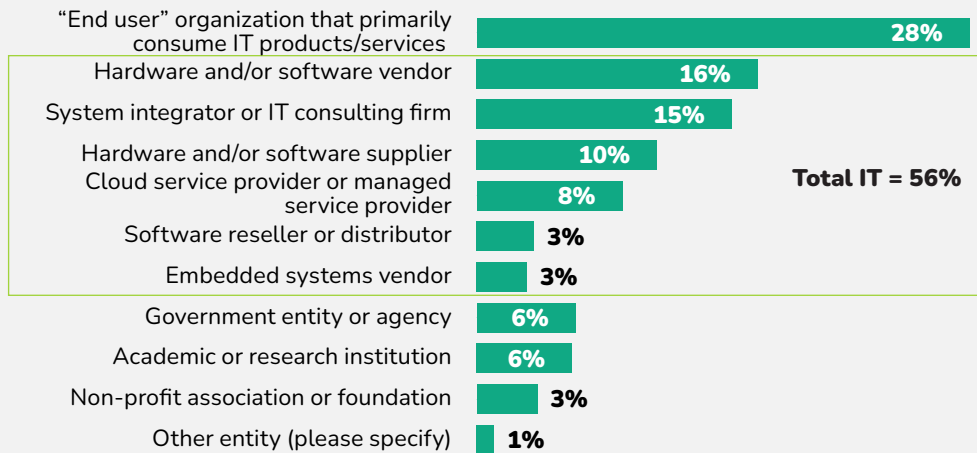 “End user” organization that primarily
consume IT products/services
28%
Hardware and/or software vendor
16%
System integrator or IT consulting firm
15%
Hardware and/or software supplier
10%
Cloud service provider or managed
service provider
8%
Total IT = 56%
Software reseller or distributor
3%
Embedded systems vendor
3%
Government entity or agency
6%
Academic or research institution
6%
Non-profit association or foundation
3%
Other entity (please specify)
1%